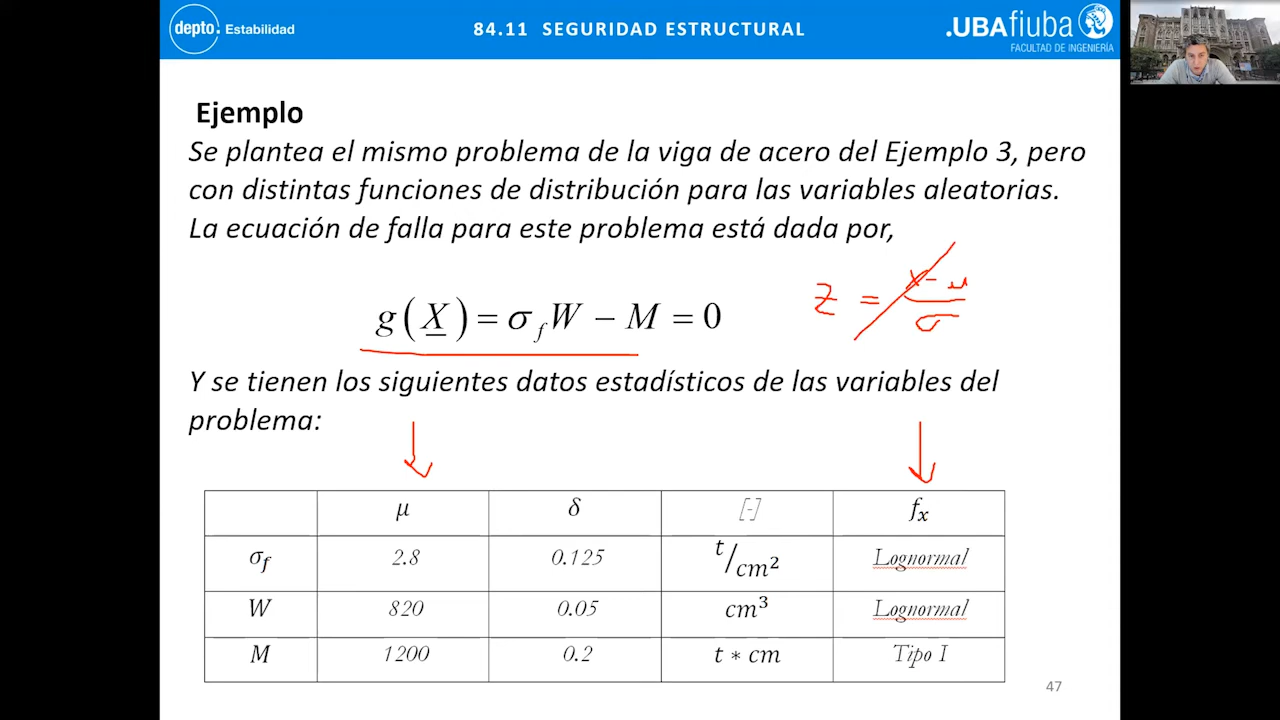 depto.
Estabilidad
84.11 SEGURIDAD ESTRUCTURAL
.UBAfiuba
FACULTAD DE INGENIERÍA
Ejemplo
Se plantea el mismo problema de la viga de acero del Ejemplo 3, pero
con distintas funciones de distribución para las variables aleatorias.
La ecuación de falla para este problema está dada por,
g(X) = σ_f W − M = 0
z = (x − μ)/σ
Y se tienen los siguientes datos estadísticos de las variables del
problema:
μ δ [-] f_x
σ_f 2.8 0.125 t/cm² Lognormal
W 820 0.05 cm³ Lognormal
M 1200 0.2 t ∗ cm Tipo I
47